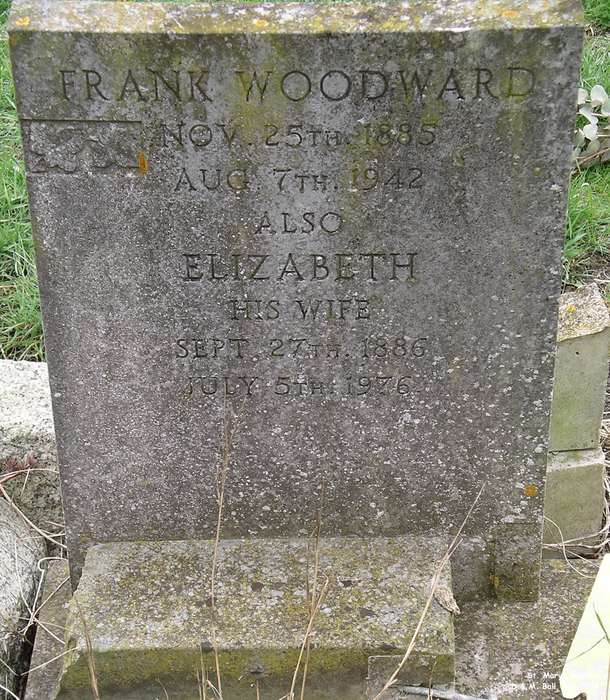 FRANK WOODWARD
NOV. 25TH. 1885
AUG. 7TH. 1942
ALSO
ELIZABETH
HIS WIFE
SEPT. 27TH. 1886
JULY 5TH. 1976